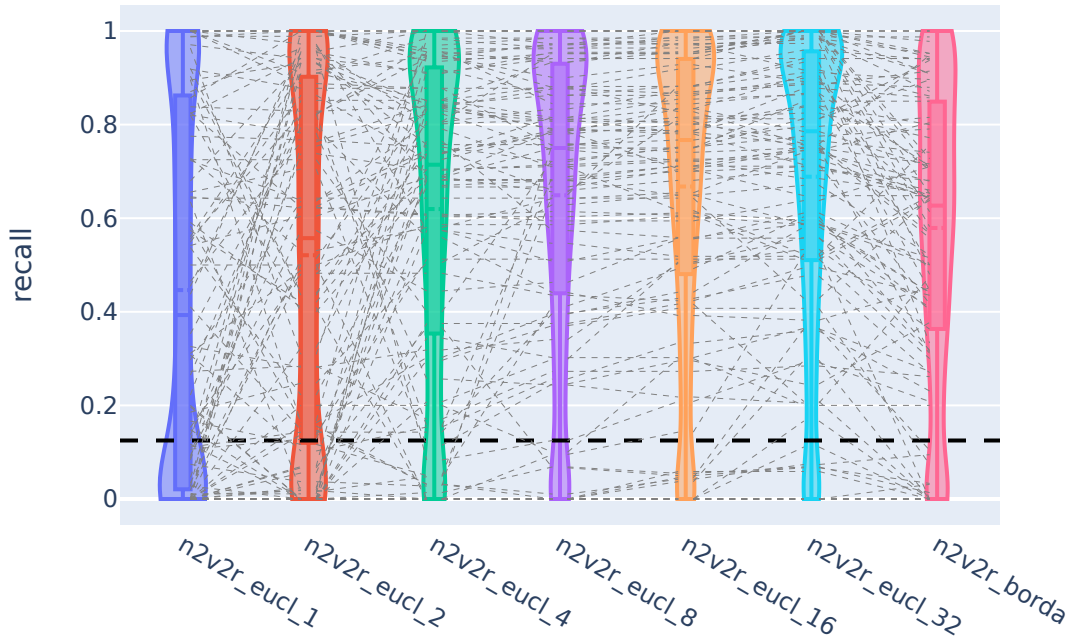 recall
1
0.8
0.6
0.4
0.2
0
n2v2r_eucl_1
n2v2r_eucl_2
n2v2r_eucl_4
n2v2r_eucl_8
n2v2r_eucl_16
n2v2r_eucl_32
n2v2r_borda